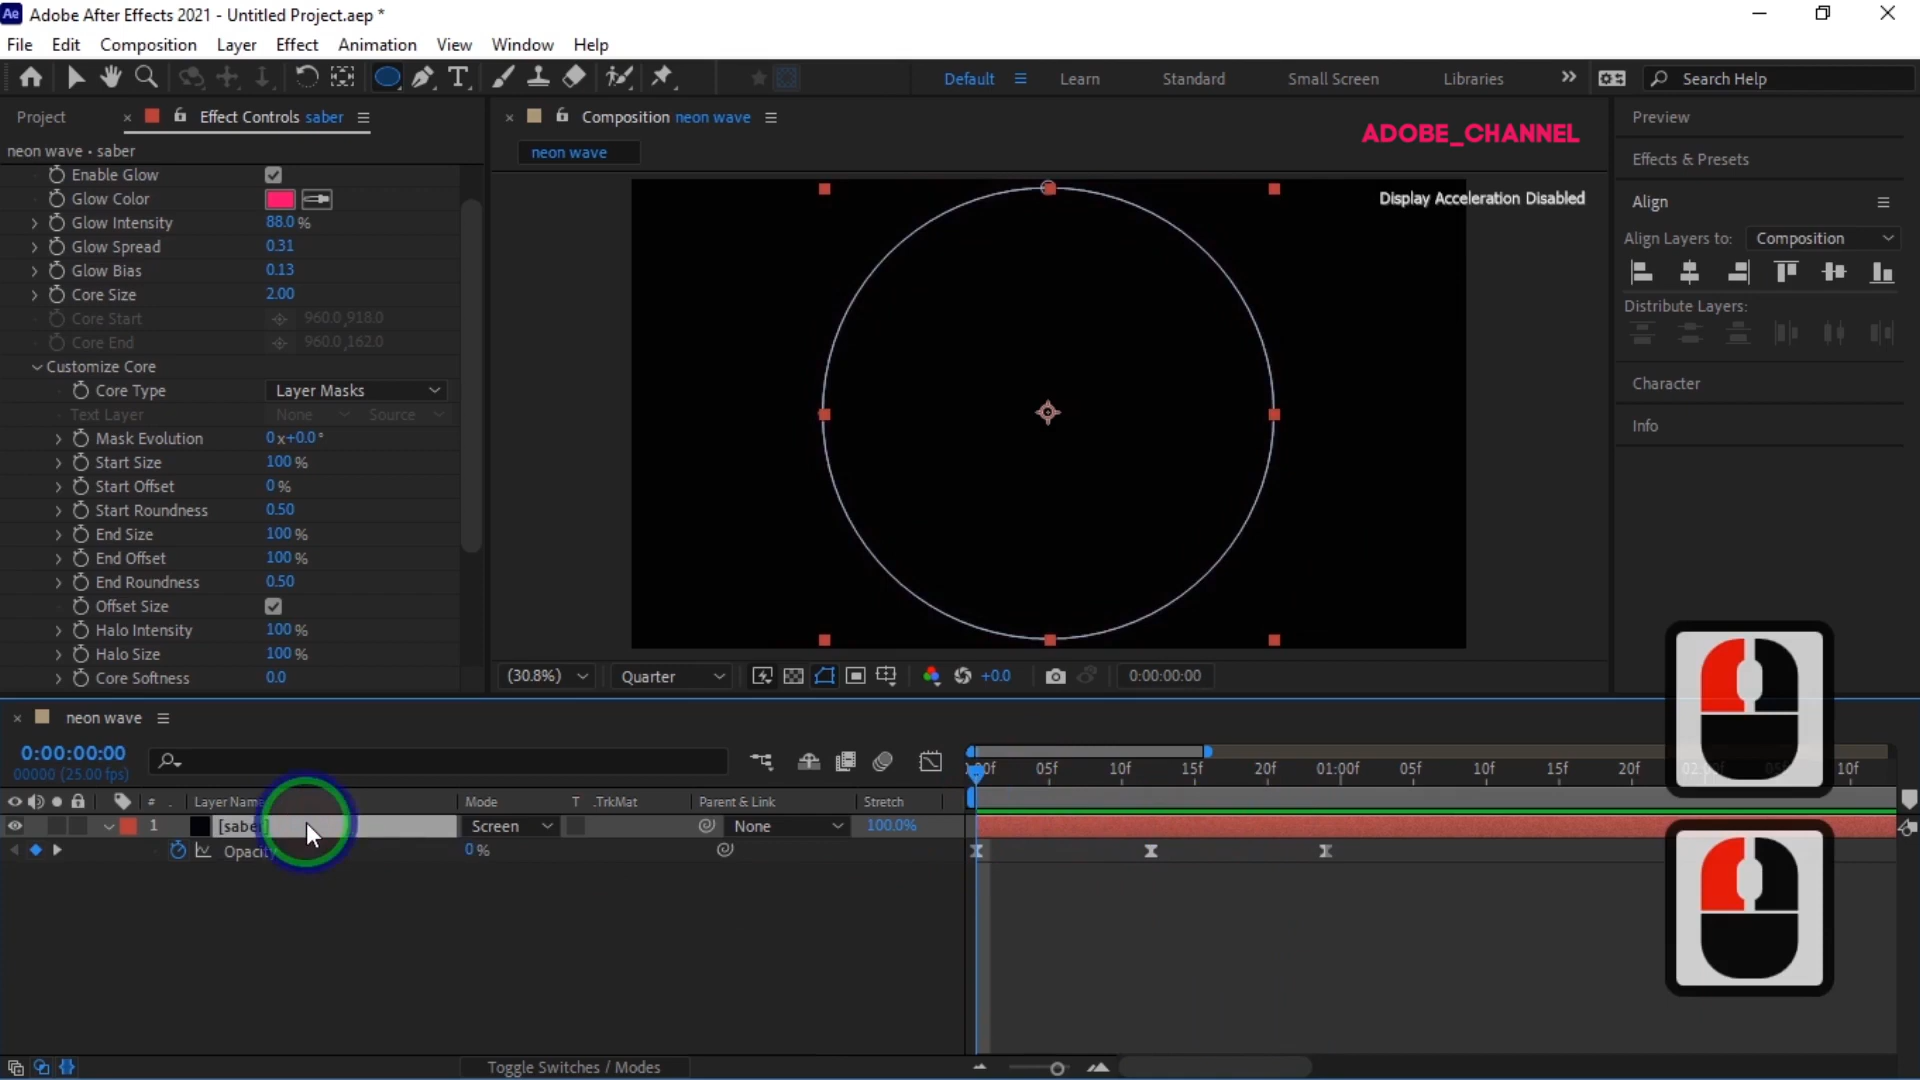 Ae Adobe After Effects 2021 - Untitled Project.aep *
File Edit Composition Layer Effect Animation View Window Help
T Default Learn Standard Small Screen Libraries Search Help
Project Effect Controls saber
neon wave • saber
Enable Glow
Glow Color
Glow Intensity 88.0 %
Glow Spread 0.31
Glow Bias 0.13
Core Size 2.00
Core Start 960.0,918.0
Core End 960.0,162.0
Customize Core
Core Type Layer Masks
Text Layer None Source
Mask Evolution 0 x+0.0 °
Start Size 100 %
Start Offset 0 %
Start Roundness 0.50
End Size 100 %
End Offset 100 %
End Roundness 0.50
Offset Size
Halo Intensity 100 %
Halo Size 100 %
Core Softness 0.0
Composition neon wave
ADOBE_CHANNEL
neon wave
Display Acceleration Disabled
(30.8%) Quarter +0.0 0:00:00:00
Preview
Effects & Presets
Align
Align Layers to: Composition
Distribute Layers:
Character
Info
neon wave
0:00:00:00
00000 (25.00 fps)
:00f 05f 10f 15f 20f 01:00f 05f 10f 15f 20f 02:00f 05f 10f
# . Layer Name Mode T .TrkMat Parent & Link Stretch
1 [saber] Screen None 100.0%
Opacity 0 %
Toggle Switches / Modes